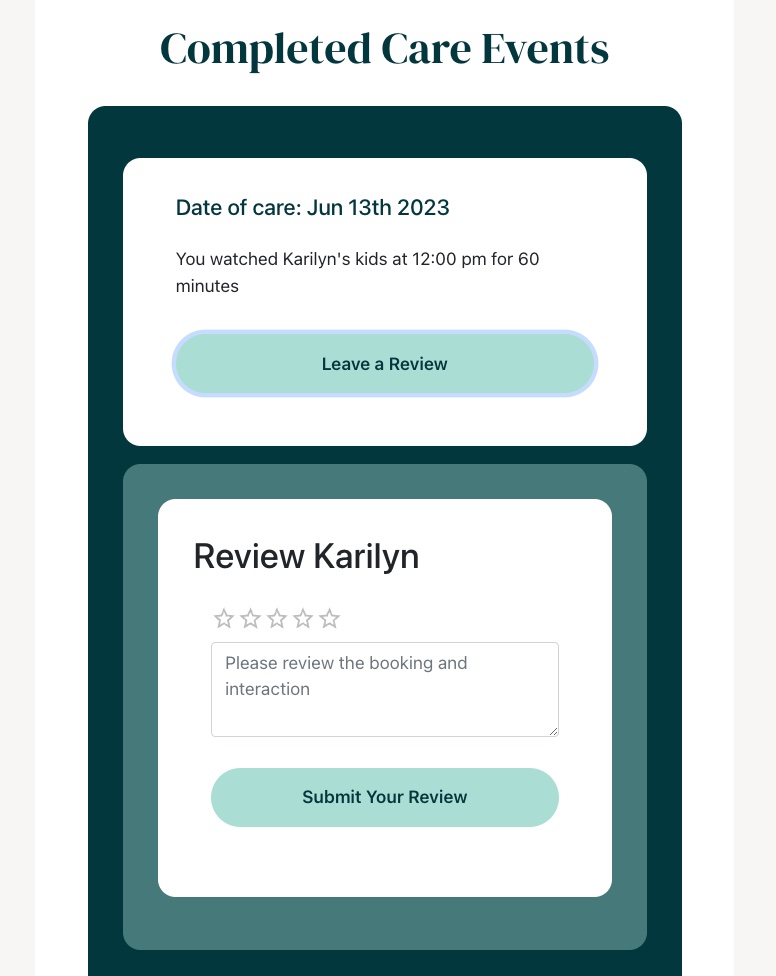 Completed Care Events
Date of care: Jun 13th 2023
You watched Karilyn's kids at 12:00 pm for 60
minutes
Leave a Review
Review Karilyn
Please review the booking and
interaction
Submit Your Review